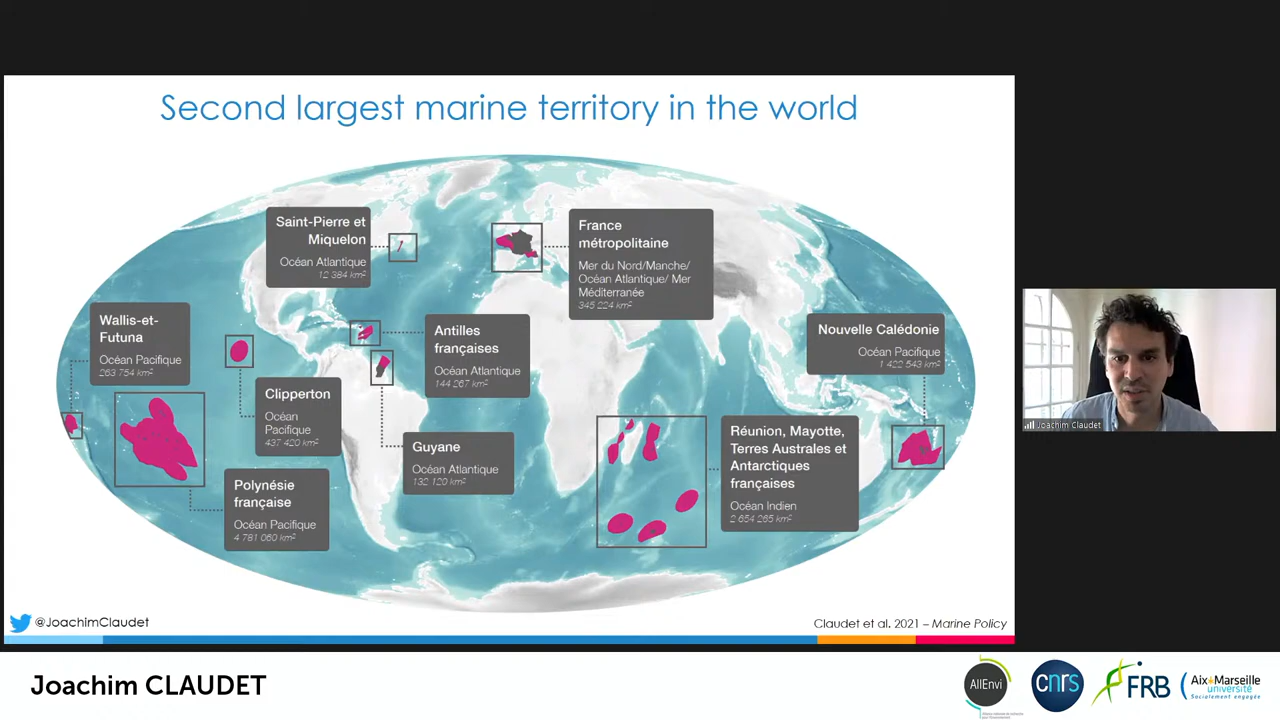 Second largest marine territory in the world
Saint-Pierre et
Miquelon
Océan Atlantique
12 384 km²
France
métropolitaine
Mer du Nord/Manche/
Océan Atlantique/ Mer
Méditerranée
345 224 km²
Wallis-et-
Futuna
Océan Pacifique
263 754 km²
Antilles
françaises
Océan Atlantique
144 267 km²
Nouvelle Calédonie
Océan Pacifique
1 422 543 km²
Clipperton
Océan
Pacifique
437 420 km²
Guyane
Océan Atlantique
132 120 km²
Réunion, Mayotte,
Terres Australes et
Antarctiques
françaises
Océan Indien
2 654 265 km²
Polynésie
française
Océan Pacifique
4 781 060 km²
@JoachimClaudet
Claudet et al. 2021 – Marine Policy
Joachim Claudet
Joachim CLAUDET
AllEnvi
cnrs
FRB
Aix+Marseille
université
Socialement engagée